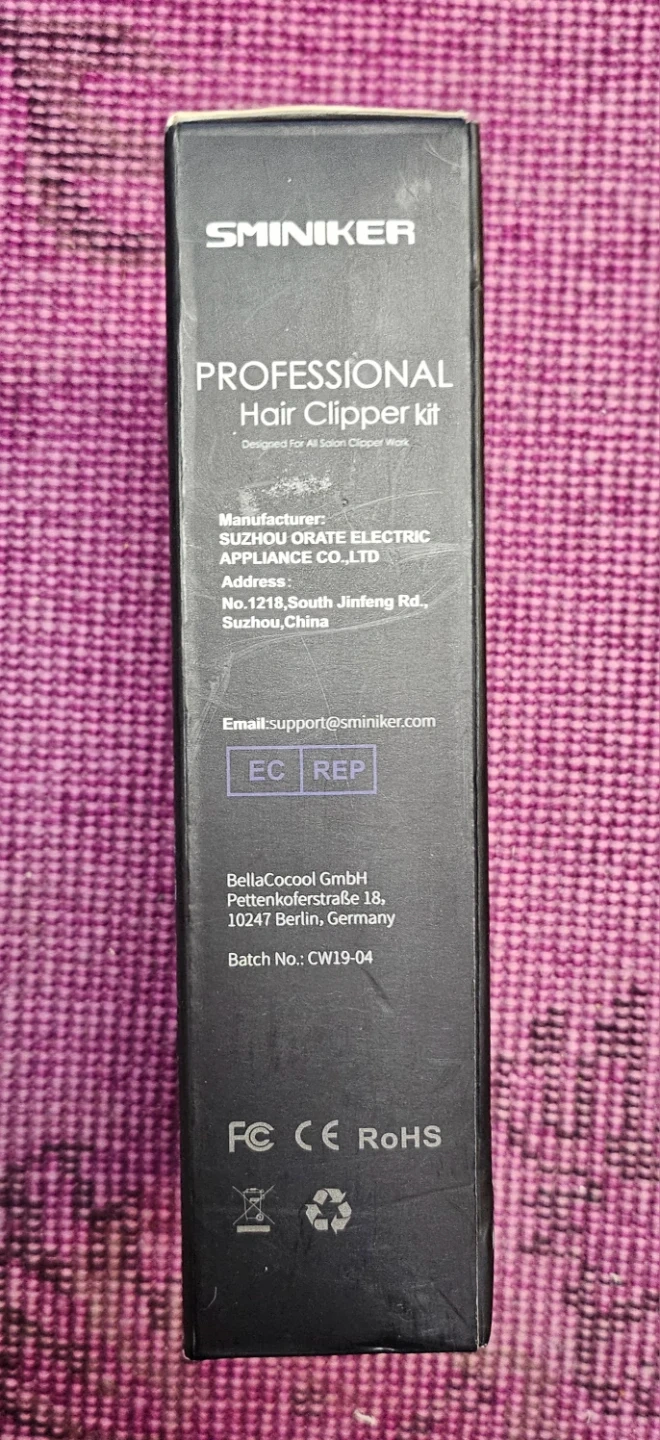 SMINIKER
PROFESSIONAL
Hair Clipper kit
Designed For All Salon Clipper Work
Manufacturer:
SUZHOU ORATE ELECTRIC
APPLIANCE CO.,LTD
Address:
No.1218,South Jinfeng Rd.,
Suzhou,China
Email:support@sminiker.com
EC REP
BellaCocool GmbH
Pettenkoferstraße 18,
10247 Berlin, Germany
Batch No.: CW19-04
FC CE RoHS